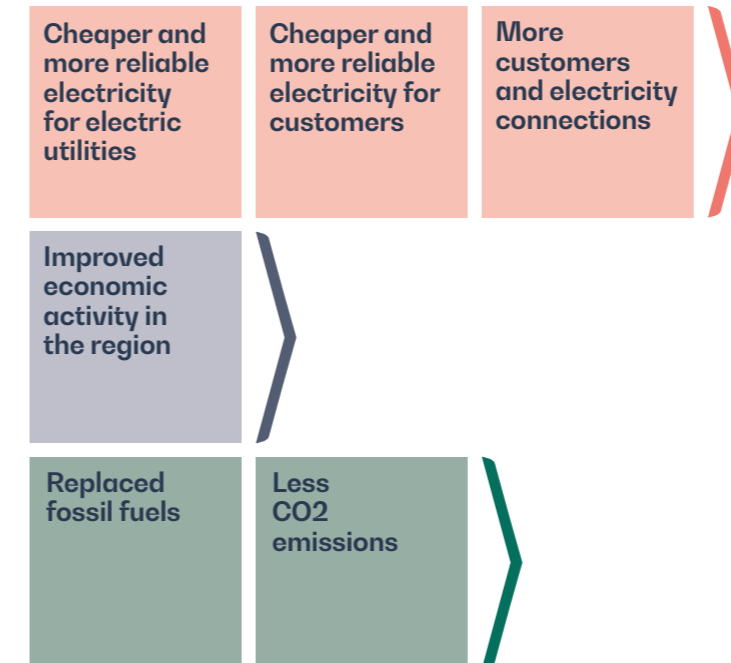 Cheaper and
more reliable
electricity
for electric
utilities
Cheaper and
more reliable
electricity for
customers
More
customers
and electricity
connections
Improved
economic
activity in
the region
Replaced
fossil fuels
Less
CO2
emissions